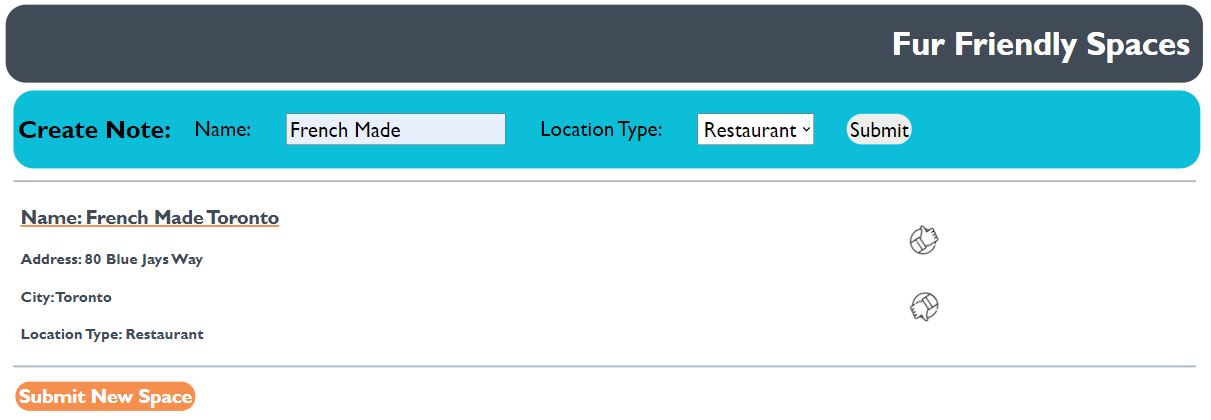 Fur Friendly Spaces
Create Note: Name: French Made Location Type: Restaurant Submit
Name: French Made Toronto
Address: 80 Blue Jays Way
City: Toronto
Location Type: Restaurant
Submit New Space